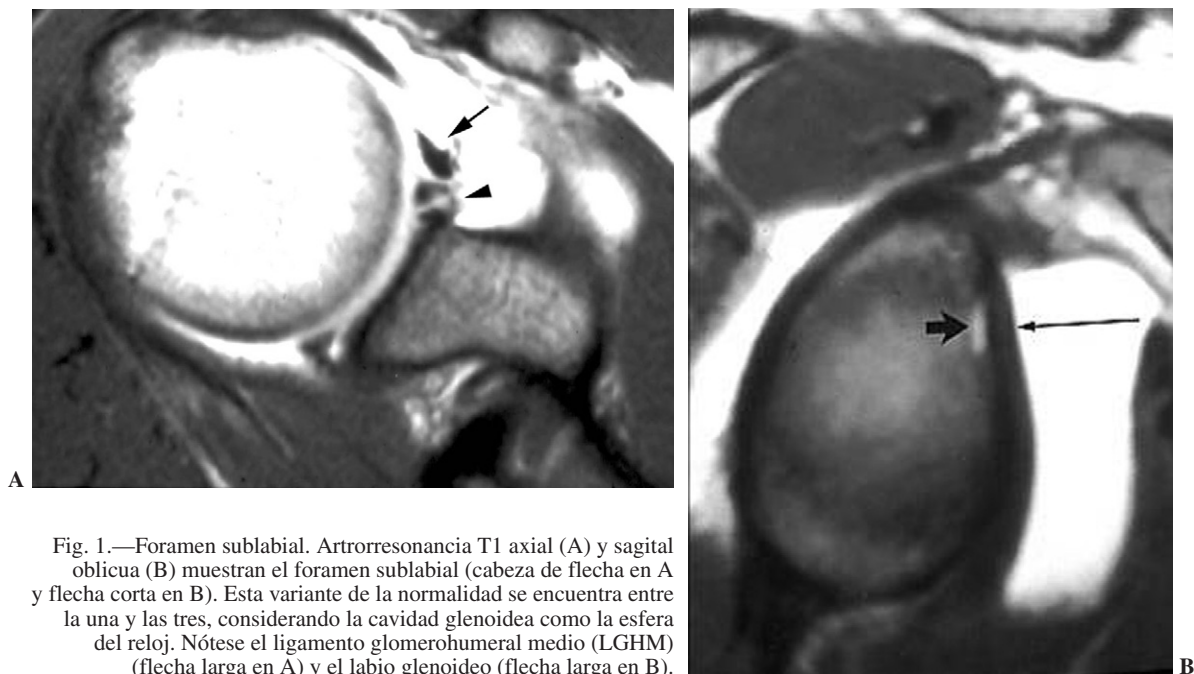 A
B
Fig. 1.—Foramen sublabial. Artrorresonancia T1 axial (A) y sagital
oblicua (B) muestran el foramen sublabial (cabeza de flecha en A
y flecha corta en B). Esta variante de la normalidad se encuentra entre
la una y las tres, considerando la cavidad glenoidea como la esfera
del reloj. Nótese el ligamento glomerohumeral medio (LGHM)
(flecha larga en A) y el labio glenoideo (flecha larga en B).